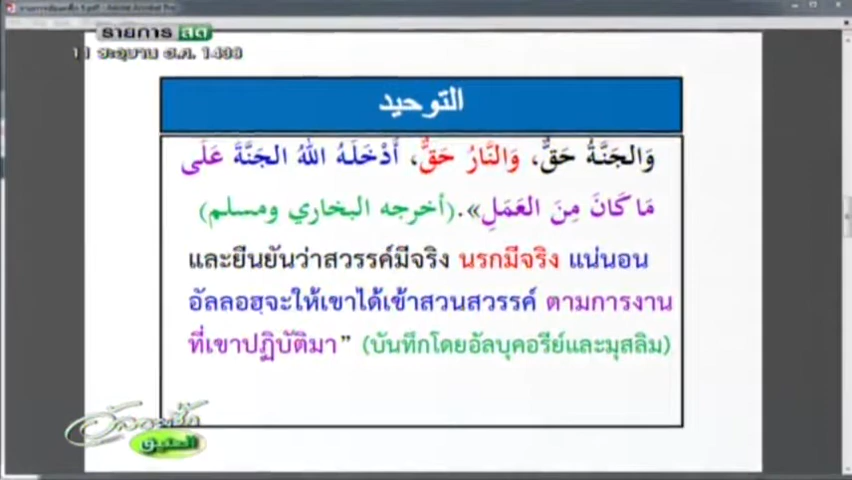 รายการ สด
التوحيد
وَالجَنَّةُ حَقٌّ، وَالنَّارُ حَقٌّ، أَدْخَلَهُ اللهُ الجَنَّةَ عَلَى
مَا كَانَ مِنَ العَمَلِ».(أخرجه البخاري ومسلم)
และยืนยันว่าสวรรค์มีจริง นรกมีจริง แน่นอน
อัลลอฮฺจะให้เขาได้เข้าสวนสวรรค์ ตามการงาน
ที่เขาปฏิบัติมา” (บันทึกโดยอัลบุคอรีย์และมุสลิม)